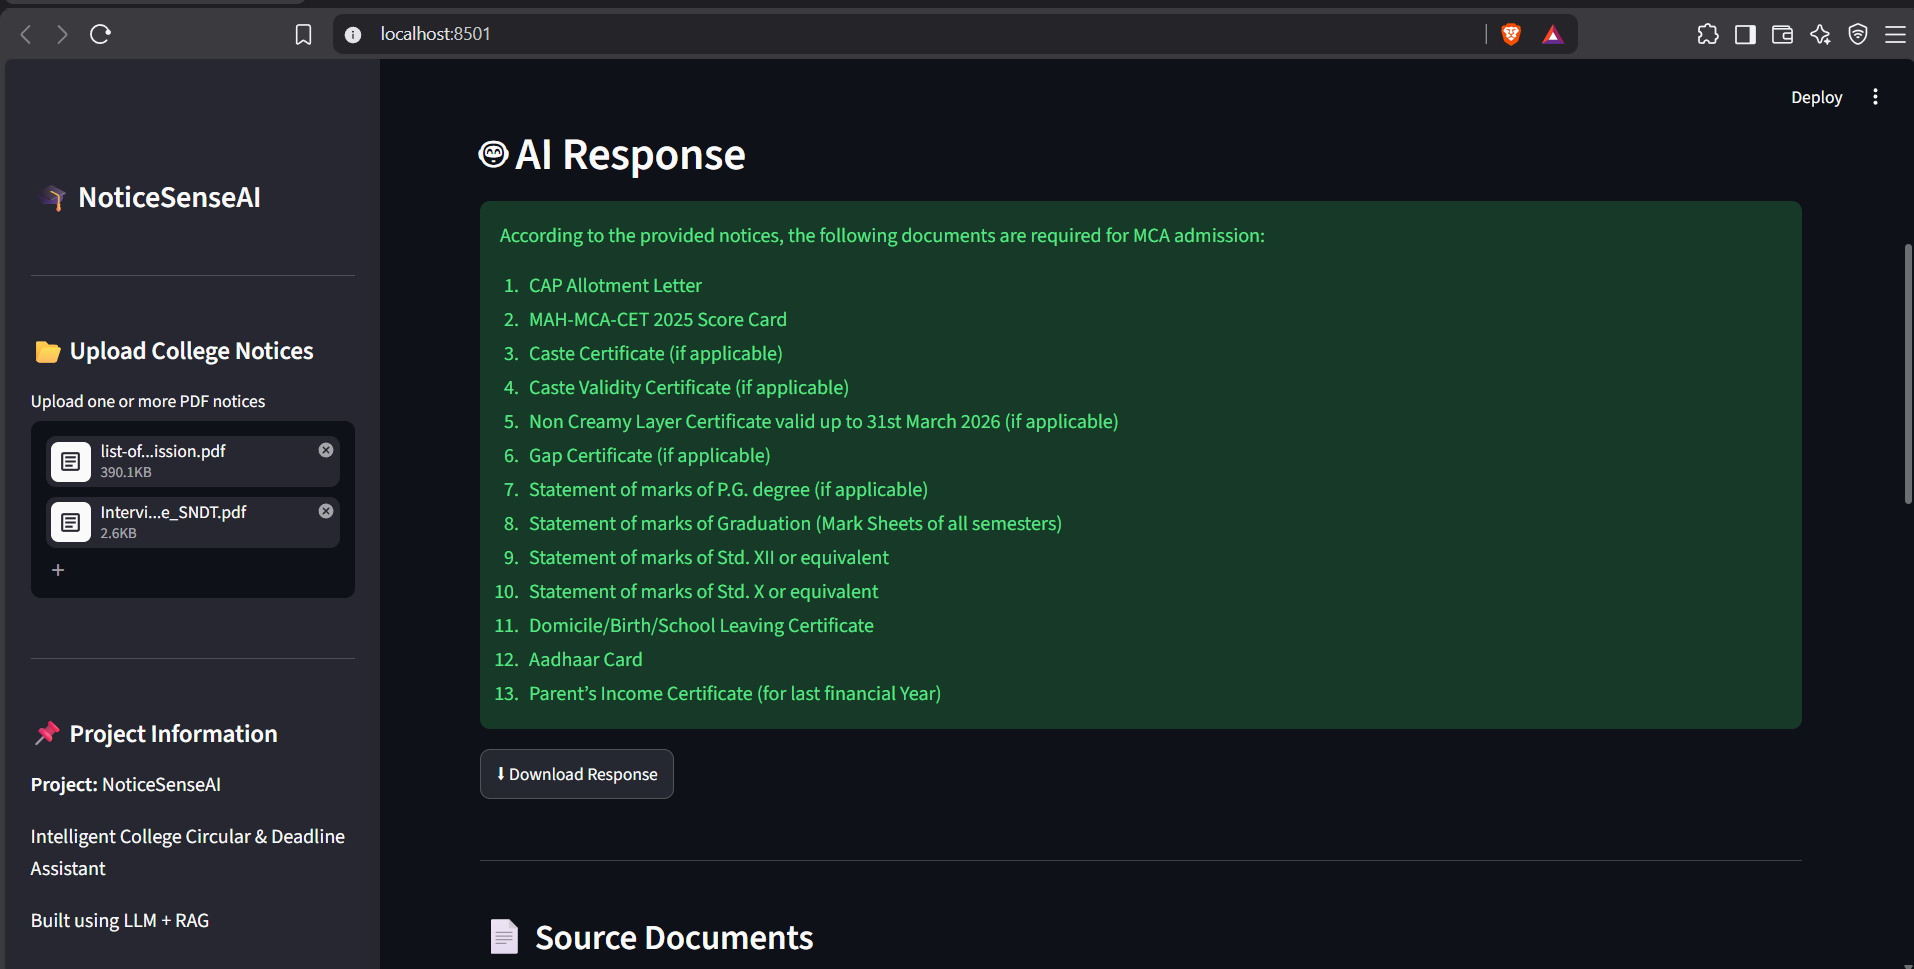 localhost:8501
Deploy
NoticeSenseAI
Upload College Notices
Upload one or more PDF notices
list-of...ission.pdf
390.1KB
Intervi...e_SNDT.pdf
2.6KB
Project Information
Project: NoticeSenseAI
Intelligent College Circular & Deadline
Assistant
Built using LLM + RAG
AI Response
According to the provided notices, the following documents are required for MCA admission:
1. CAP Allotment Letter
2. MAH-MCA-CET 2025 Score Card
3. Caste Certificate (if applicable)
4. Caste Validity Certificate (if applicable)
5. Non Creamy Layer Certificate valid up to 31st March 2026 (if applicable)
6. Gap Certificate (if applicable)
7. Statement of marks of P.G. degree (if applicable)
8. Statement of marks of Graduation (Mark Sheets of all semesters)
9. Statement of marks of Std. XII or equivalent
10. Statement of marks of Std. X or equivalent
11. Domicile/Birth/School Leaving Certificate
12. Aadhaar Card
13. Parent’s Income Certificate (for last financial Year)
⬇ Download Response
Source Documents